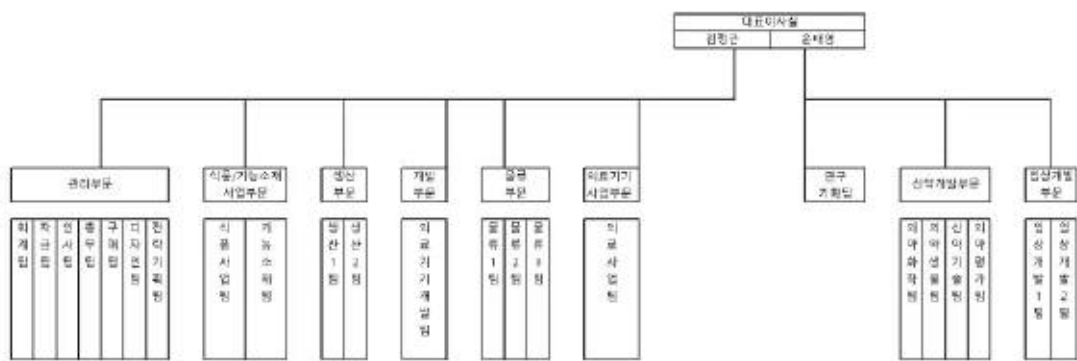 대표이사실
김정근 윤태영
관리부문
식품/기능소재
사업부문
생산
부문
개발
부문
물류
부문
의료기기
사업부문
연구
기획팀
신약개발부문
임상개발
부문
회계팀
자금팀
인사팀
총무팀
구매팀
디자인팀
전략기획팀
식품사업팀
기능소재팀
생산1팀
생산2팀
의료기기개발팀
물류1팀
물류2팀
물류3팀
의료사업팀
의약화학팀
의약생물팀
신약기술팀
의약평가팀
임상개발1팀
임상개발2팀